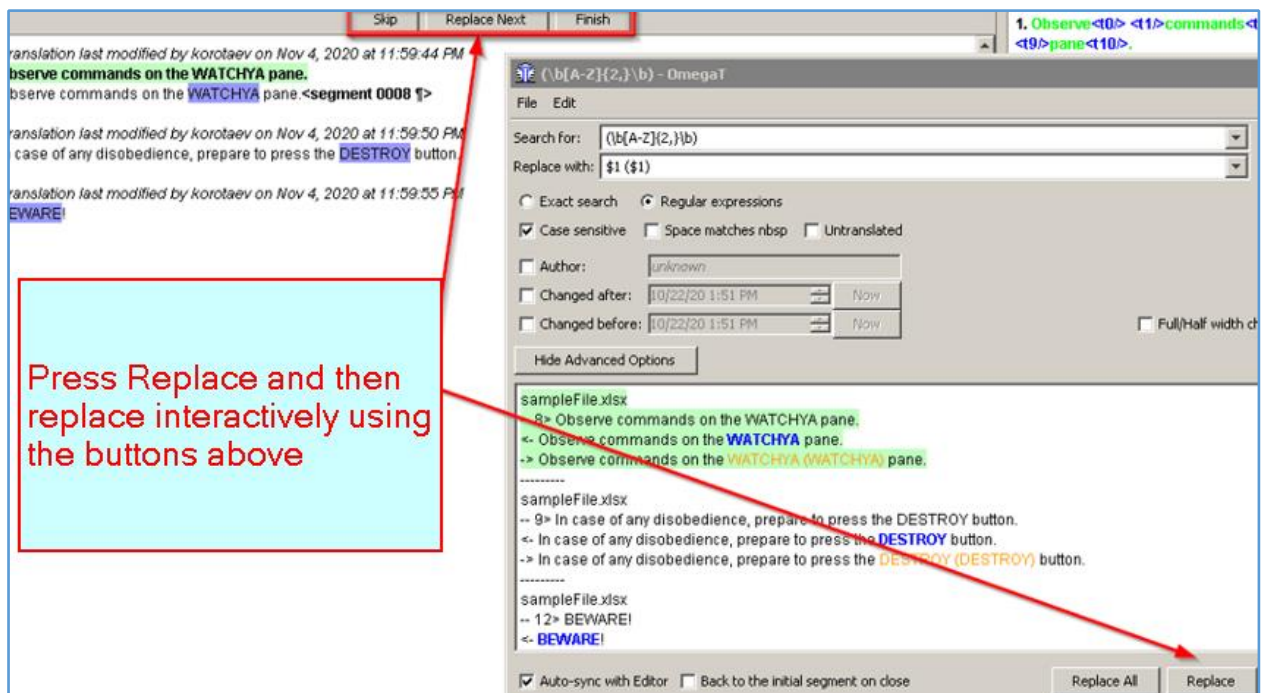 Skip Replace Next Finish
ranslation last modified by korotaev on Nov 4, 2020 at 11:59:44 PM
bserve commands on the WATCHYA pane.
bserve commands on the WATCHYA pane.<segment 0008 ¶>
ranslation last modified by korotaev on Nov 4, 2020 at 11:59:50 PM
case of any disobedience, prepare to press the DESTROY button.
ranslation last modified by korotaev on Nov 4, 2020 at 11:59:55 PM
EWARE!
Press Replace and then
replace interactively using
the buttons above
1. Observe<t0/> <t1/>commands<t
<t9/>pane<t10/>.
(\b[A-Z]{2,}\b) - OmegaT
File Edit
Search for: (\b[A-Z]{2,}\b)
Replace with: $1 ($1)
Exact search Regular expressions
Case sensitive Space matches nbsp Untranslated
Author: unknown
Changed after: 10/22/20 1:51 PM Now
Changed before: 10/22/20 1:51 PM Now Full/Half width ch
Hide Advanced Options
sampleFile.xlsx
-- 8> Observe commands on the WATCHYA pane.
<- Observe commands on the WATCHYA pane.
-> Observe commands on the WATCHYA (WATCHYA) pane.
---------
sampleFile.xlsx
-- 9> In case of any disobedience, prepare to press the DESTROY button.
<- In case of any disobedience, prepare to press the DESTROY button.
-> In case of any disobedience, prepare to press the DESTROY (DESTROY) button.
---------
sampleFile.xlsx
-- 12> BEWARE!
<- BEWARE!
Auto-sync with Editor Back to the initial segment on close Replace All Replace